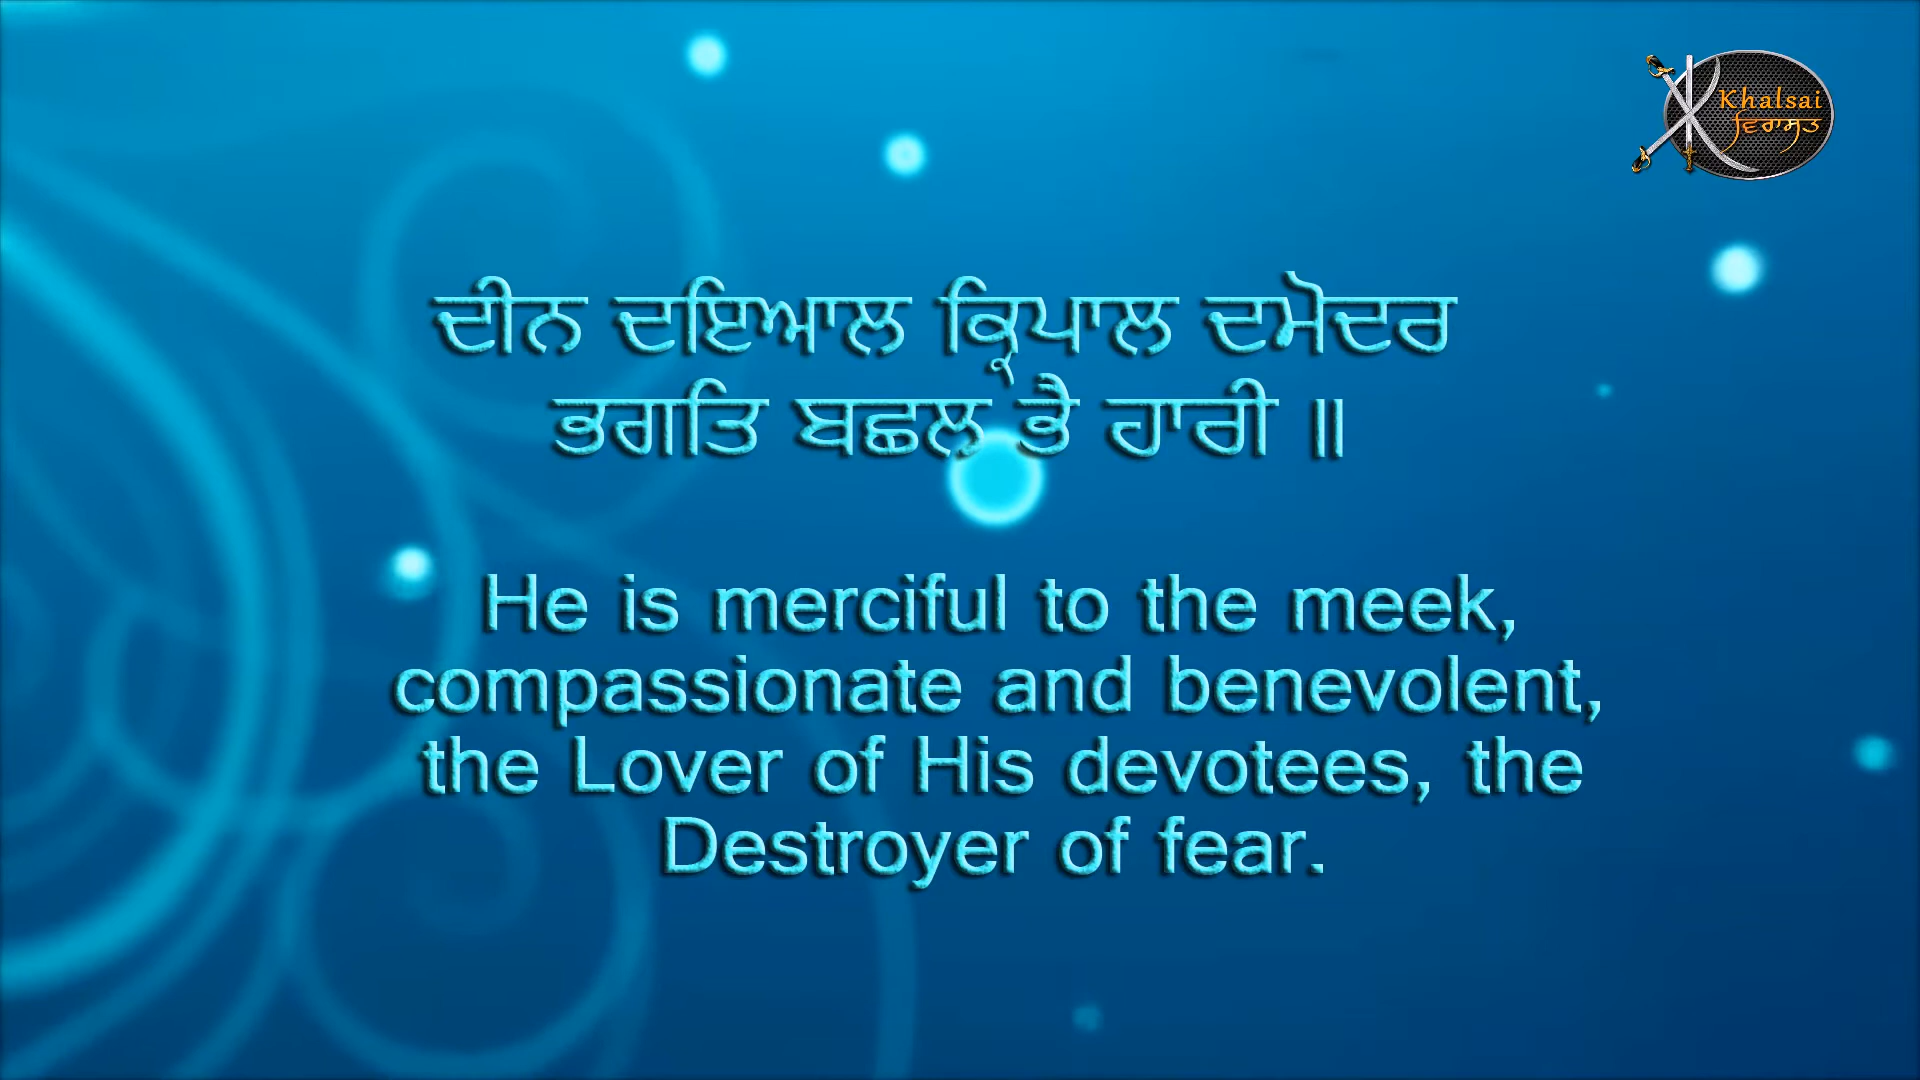 Khalsai
ਵਿਰਾਸਤ
ਦੀਨ ਦਇਆਲ ਕ੍ਰਿਪਾਲ ਦਮੋਦਰ
ਭਗਤਿ ਬਛਲ ਭੈ ਹਾਰੀ ॥
He is merciful to the meek,
compassionate and benevolent,
the Lover of His devotees, the
Destroyer of fear.